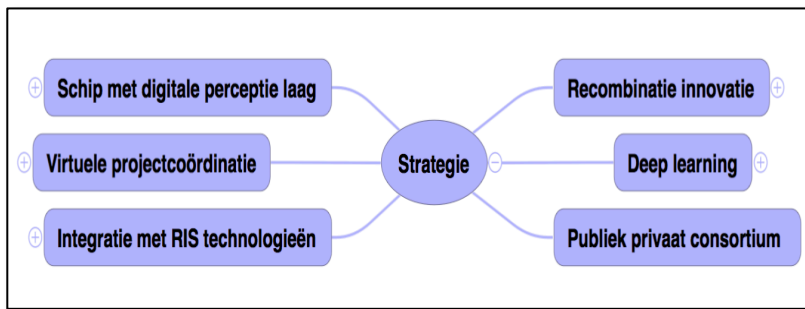 Schip met digitale perceptie laag
Virtuele projectcoördinatie
Integratie met RIS technologieën
Strategie
Recombinatie innovatie
Deep learning
Publiek privaat consortium